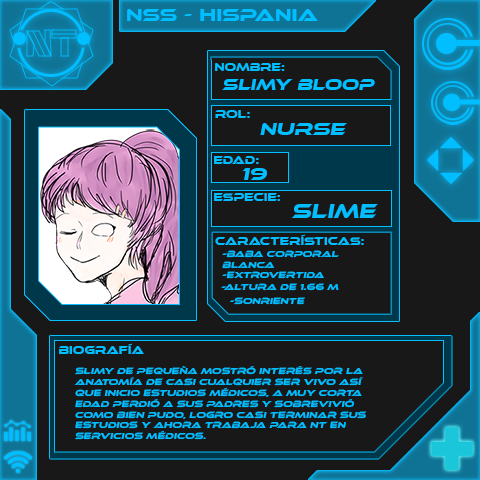 NT
NSS - HISPANIA
NOMBRE:
SLIMY BLOOP
ROL:
NURSE
EDAD:
19
ESPECIE:
SLIME
CARACTERÍSTICAS:
-BABA CORPORAL
BLANCA
-EXTROVERTIDA
-ALTURA DE 1.66 M
-SONRIENTE
BIOGRAFÍA
SLIMY DE PEQUEÑA MOSTRÓ INTERÉS POR LA
ANATOMÍA DE CASI CUALQUIER SER VIVO ASÍ
QUE INICIO ESTUDIOS MÉDICOS, A MUY CORTA
EDAD PERDIÓ A SUS PADRES Y SOBREVIVIÓ
COMO BIEN PUDO, LOGRO CASI TERMINAR SUS
ESTUDIOS Y AHORA TRABAJA PARA NT EN
SERVICIOS MÉDICOS.